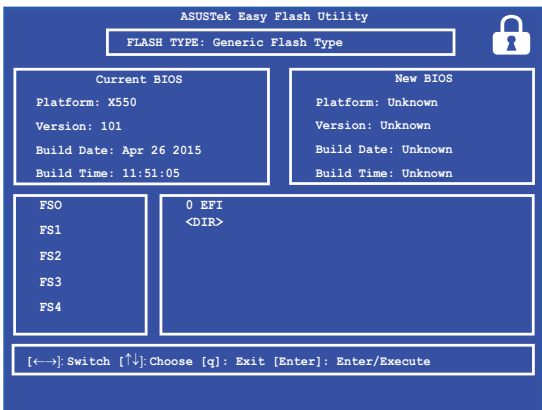 ASUSTek Easy Flash Utility
FLASH TYPE: Generic Flash Type
Current BIOS
Platform: X550
Version: 101
Build Date: Apr 26 2015
Build Time: 11:51:05
New BIOS
Platform: Unknown
Version: Unknown
Build Date: Unknown
Build Time: Unknown
FSO
FS1
FS2
FS3
FS4
0 EFI
<DIR>
[←→]: Switch [↑↓]: Choose [q]: Exit [Enter]: Enter/Execute